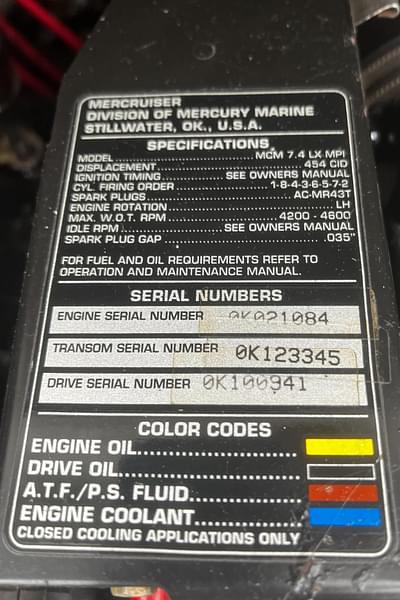 MERCRUISER
DIVISION OF MERCURY MARINE
STILLWATER, OK., U.S.A.
SPECIFICATIONS
MODEL MCM 7.4 LX MPI
DISPLACEMENT 454 CID
IGNITION TIMING SEE OWNERS MANUAL
CYL. FIRING ORDER 1-8-4-3-6-5-7-2
SPARK PLUGS AC-MR43T
ENGINE ROTATION LH
MAX. W.O.T. RPM 4200 - 4600
IDLE RPM SEE OWNERS MANUAL
SPARK PLUG GAP .035"
FOR FUEL AND OIL REQUIREMENTS REFER TO
OPERATION AND MAINTENANCE MANUAL.
SERIAL NUMBERS
ENGINE SERIAL NUMBER 0K021084
TRANSOM SERIAL NUMBER 0K123345
DRIVE SERIAL NUMBER 0K100941
COLOR CODES
ENGINE OIL
DRIVE OIL
A.T.F./P.S. FLUID
ENGINE COOLANT
CLOSED COOLING APPLICATIONS ONLY